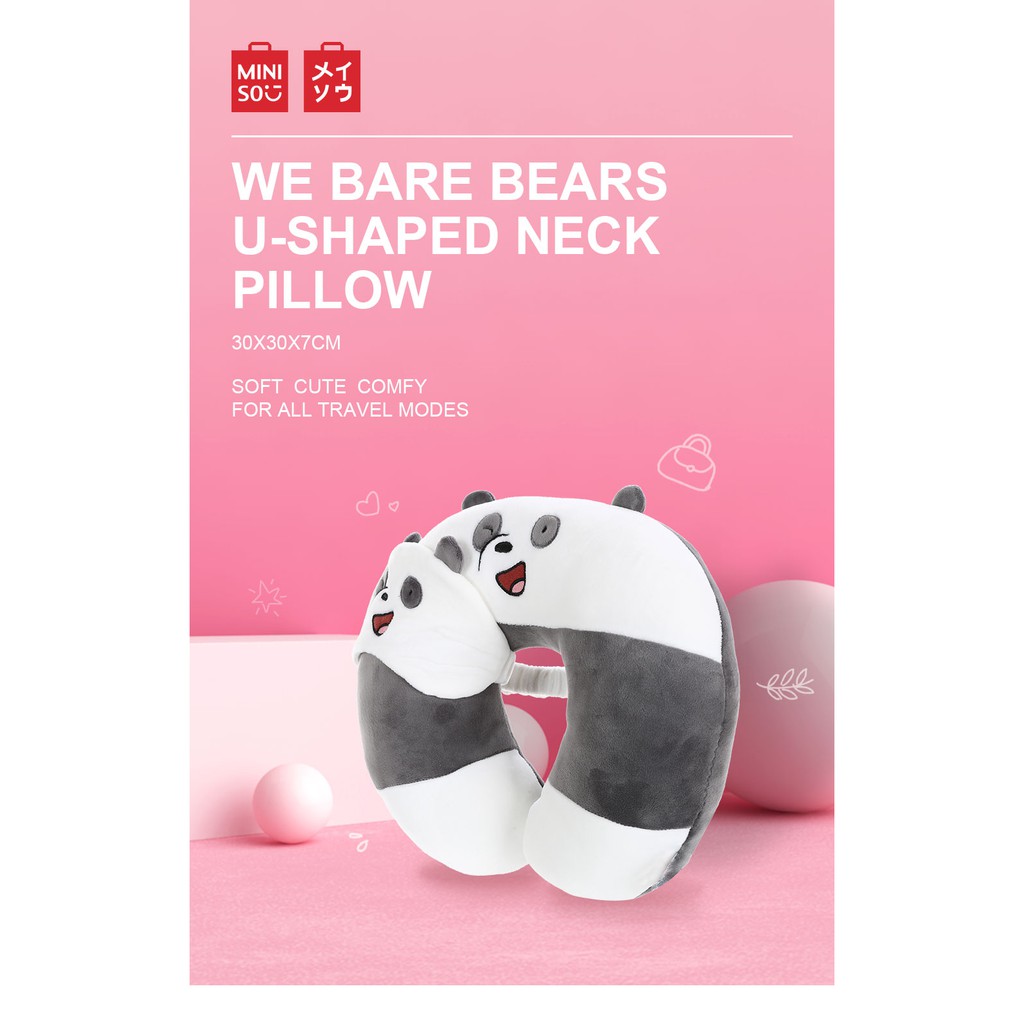 MINI
SO
メイ
ソウ
WE BARE BEARS
U-SHAPED NECK
PILLOW
30X30X7CM
SOFT CUTE COMFY
FOR ALL TRAVEL MODES